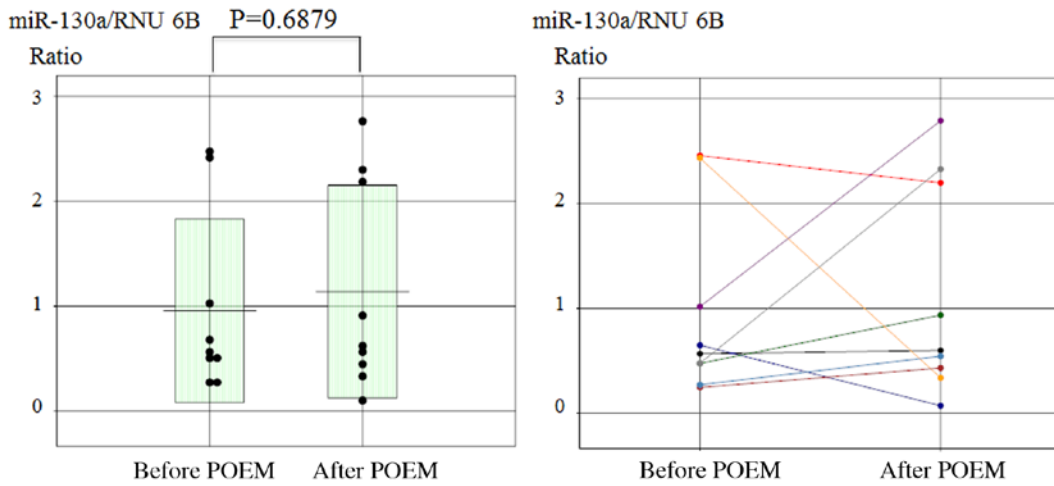 miR-130a/RNU 6B P=0.6879
Ratio
3
2
1
0
Before POEM After POEM
miR-130a/RNU 6B
Ratio
3
2
1
0
Before POEM After POEM